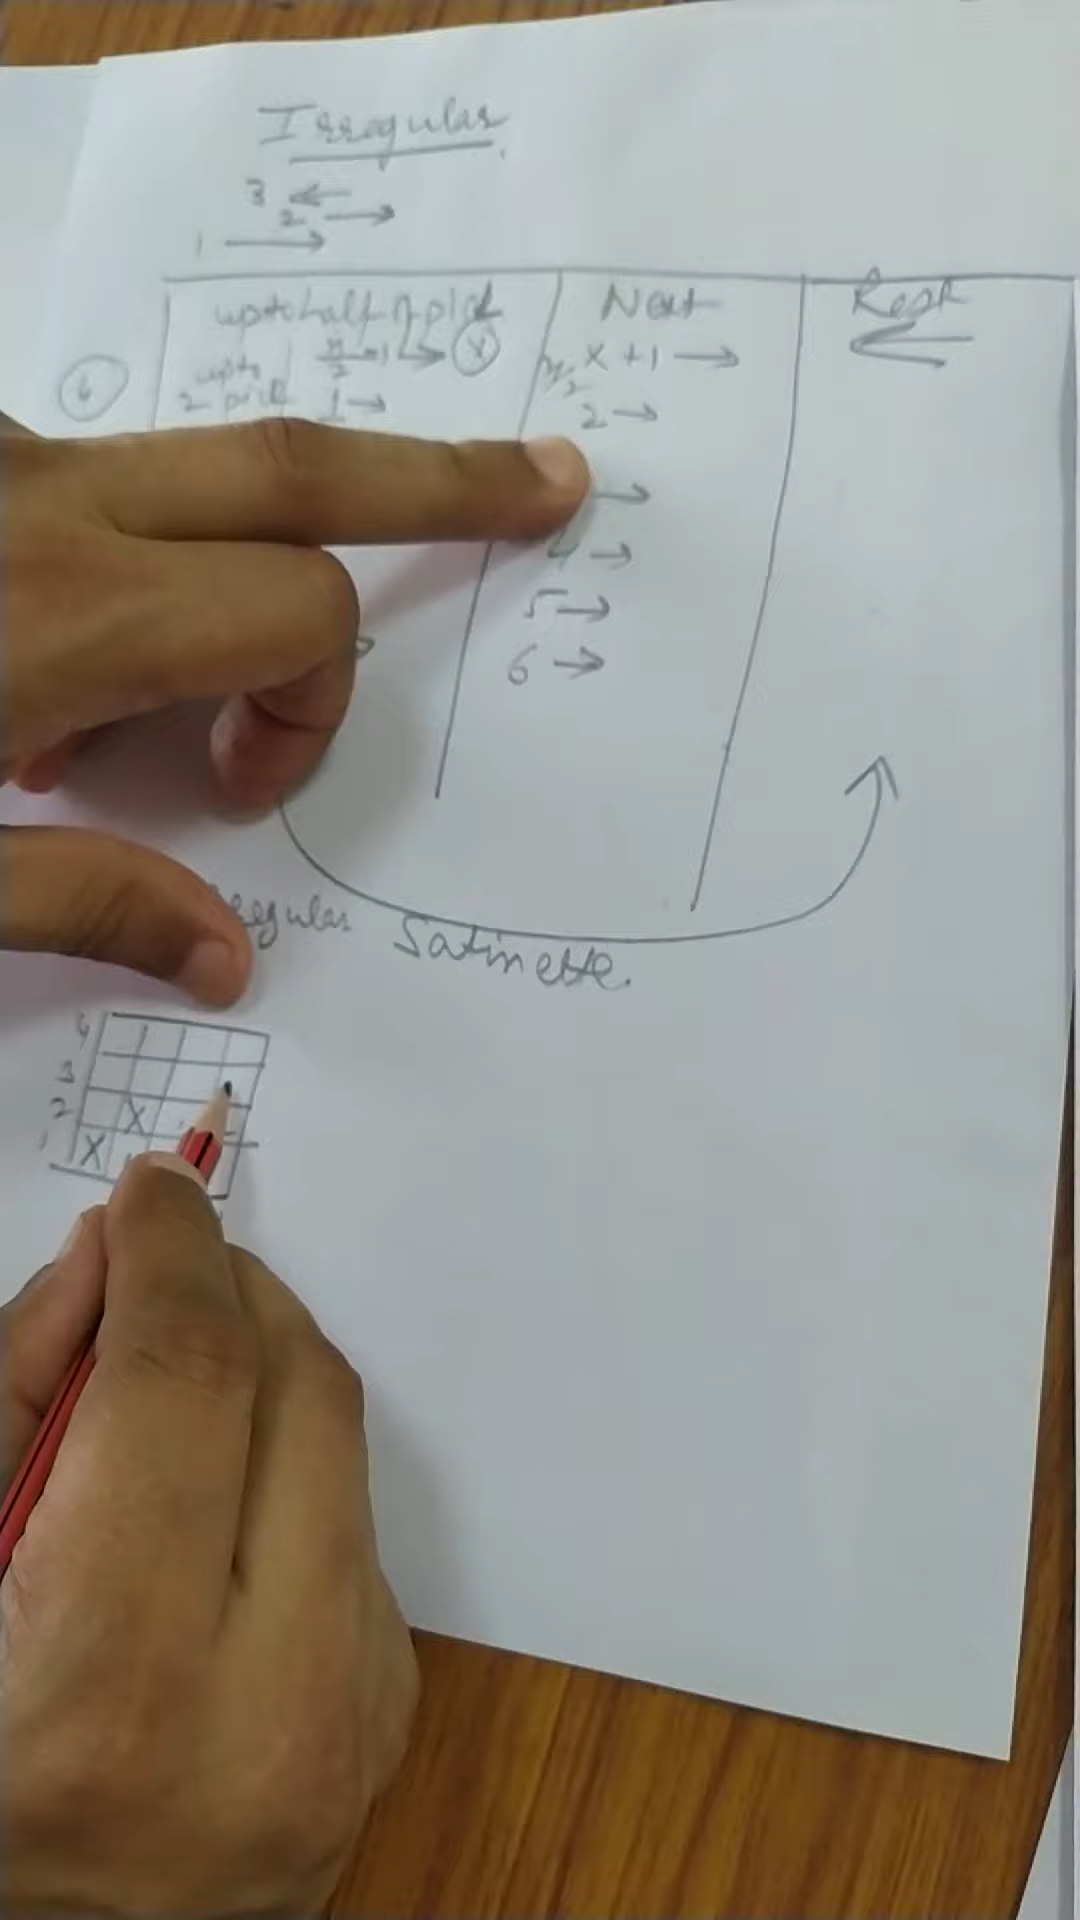 Irregular
3 ←
2 →
1 →
upto half n pick Next Rest
6 upto n/2 - 1 → x n/2 x + 1 → ←
2 pick 1 → 2 →
→
4 →
5 →
6 →
Satinette.
4
3
2 X
1 X